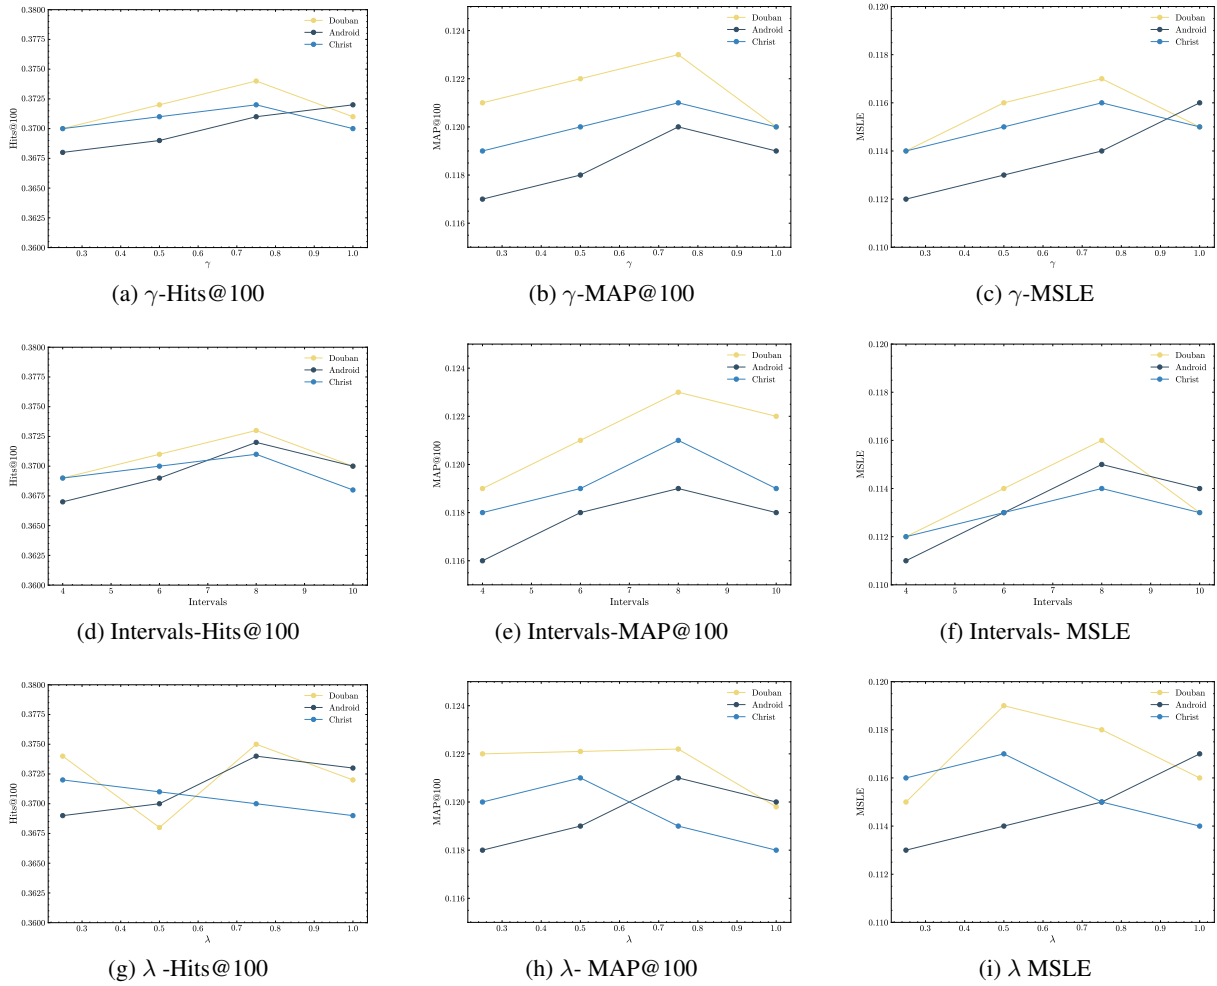 0.3800
0.3775
0.3750
0.3725
0.3700
0.3675
0.3650
0.3625
0.3600
Hits@100
Douban
Android
Christ
0.3 0.4 0.5 0.6 0.7 0.8 0.9 1.0
γ
(a) γ-Hits@100
0.124
0.122
0.120
0.118
0.116
MAP@100
Douban
Android
Christ
0.3 0.4 0.5 0.6 0.7 0.8 0.9 1.0
γ
(b) γ-MAP@100
0.120
0.118
0.116
0.114
0.112
0.110
MSLE
Douban
Android
Christ
0.3 0.4 0.5 0.6 0.7 0.8 0.9 1.0
γ
(c) γ-MSLE
0.3800
0.3775
0.3750
0.3725
0.3700
0.3675
0.3650
0.3625
0.3600
Hits@100
Douban
Android
Christ
4 5 6 7 8 9 10
Intervals
(d) Intervals-Hits@100
0.124
0.122
0.120
0.118
0.116
MAP@100
Douban
Android
Christ
4 5 6 7 8 9 10
Intervals
(e) Intervals-MAP@100
0.120
0.118
0.116
0.114
0.112
0.110
MSLE
Douban
Android
Christ
4 5 6 7 8 9 10
Intervals
(f) Intervals- MSLE
0.3800
0.3775
0.3750
0.3725
0.3700
0.3675
0.3650
0.3625
0.3600
Hits@100
Douban
Android
Christ
0.3 0.4 0.5 0.6 0.7 0.8 0.9 1.0
λ
(g) λ -Hits@100
0.124
0.122
0.120
0.118
0.116
MAP@100
Douban
Android
Christ
0.3 0.4 0.5 0.6 0.7 0.8 0.9 1.0
λ
(h) λ- MAP@100
0.120
0.118
0.116
0.114
0.112
0.110
MSLE
Douban
Android
Christ
0.3 0.4 0.5 0.6 0.7 0.8 0.9 1.0
λ
(i) λ MSLE